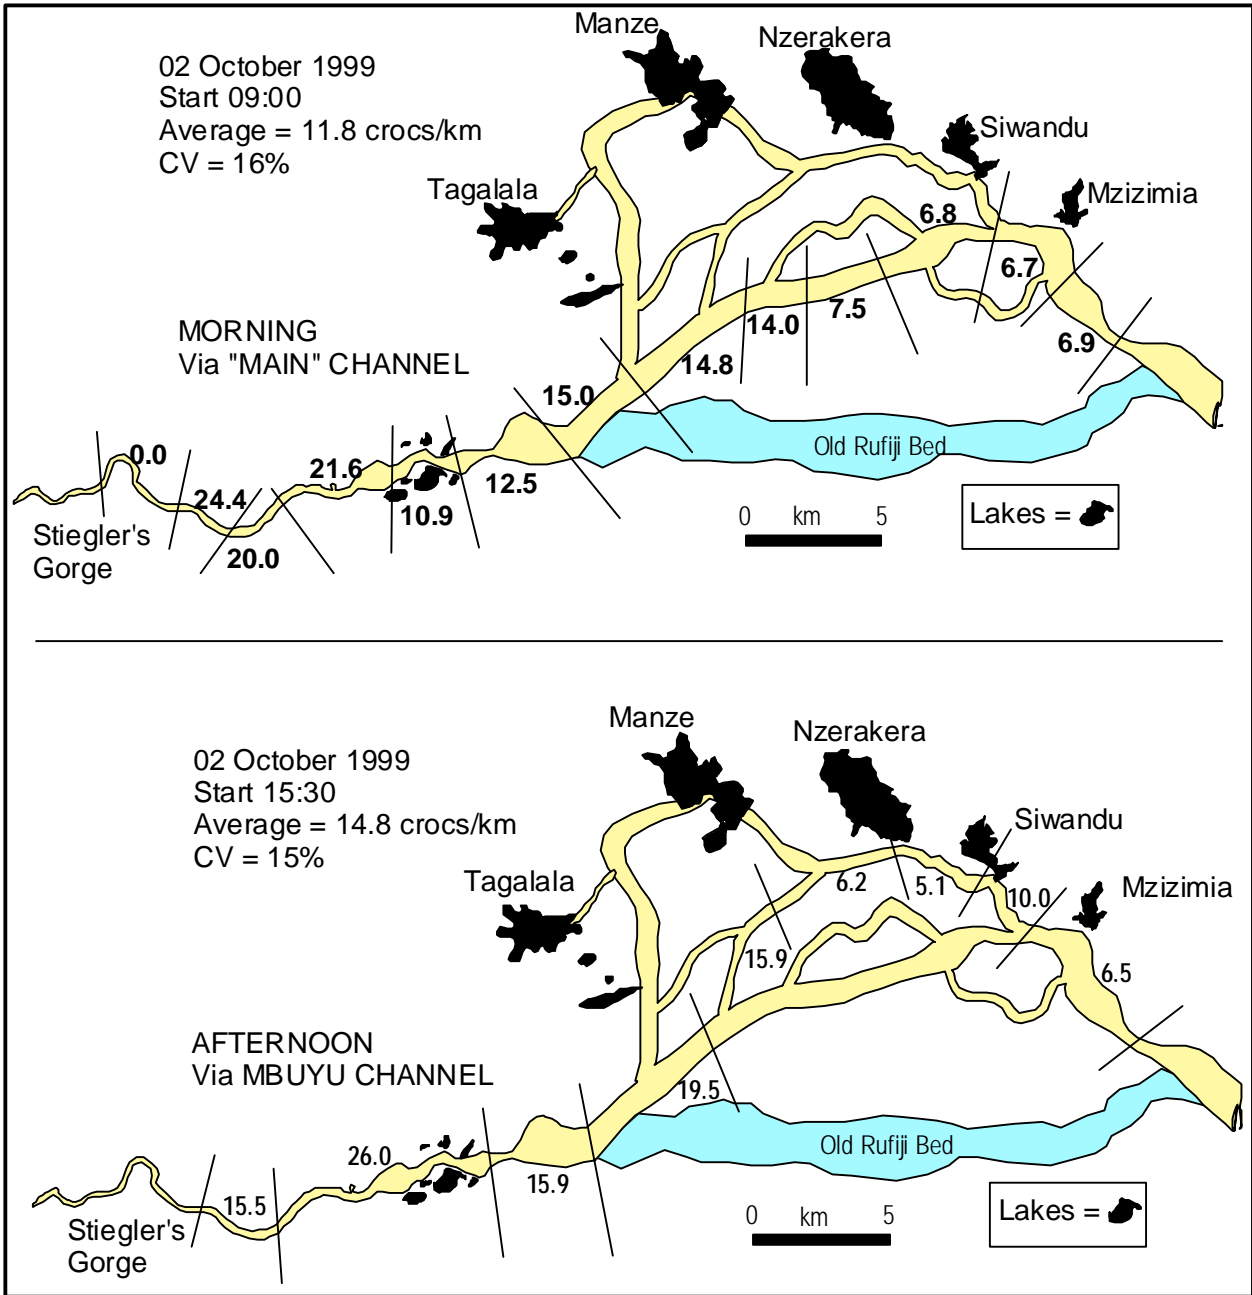 Manze
Nzerakera
02 October 1999
Start 09:00
Average = 11.8 crocs/km
CV = 16%
Siwandu
Tagalala
Mzizimia
6.8
6.7
MORNING
Via "MAIN" CHANNEL
14.0
7.5
6.9
14.8
15.0
Old Rufiji Bed
0.0
21.6
12.5
24.4
10.9
0 km 5
Lakes =
Stiegler's
Gorge
20.0
Manze
Nzerakera
02 October 1999
Start 15:30
Average = 14.8 crocs/km
CV = 15%
Siwandu
Tagalala
6.2
5.1
10.0
Mzizimia
15.9
6.5
AFTERNOON
Via MBUYU CHANNEL
19.5
Old Rufiji Bed
26.0
15.9
15.5
0 km 5
Lakes =
Stiegler's
Gorge